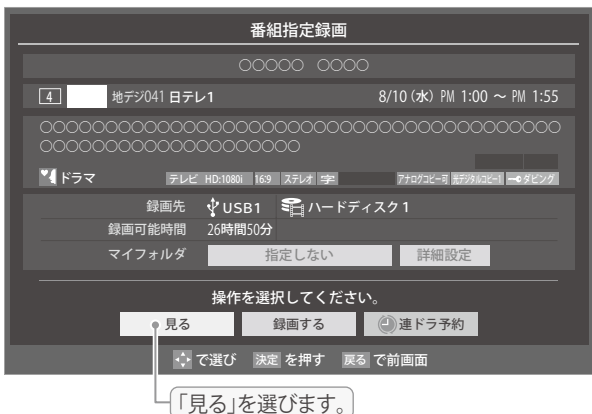 番組指定録画
○○○○○ ○○○○
4 地デジ041 日テレ1 8/10 (水) PM 1:00 ~ PM 1:55
○○○○○○○○○○○○○○○○○○○○○○○○○○○○○○○○○○○○○○○○
○○○○○○○○○○○○○○○○○○○○
ドラマ テレビ HD:1080i 16:9 ステレオ 字 アナログコピー可 光デジタルコピー1 ダビング
録画先 USB1 ハードディスク1
録画可能時間 26時間50分
マイフォルダ 指定しない 詳細設定
操作を選択してください。
見る 録画する 連ドラ予約
で選び 決定 を押す 戻る で前画面
「見る」を選びます。